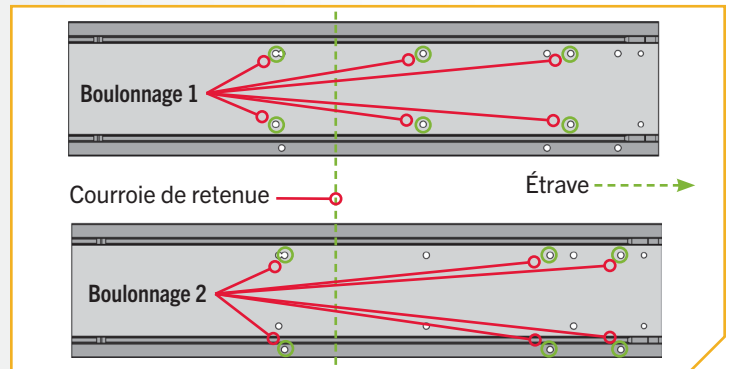 Boulonnage 1
Courroie de retenue
Étrave
Boulonnage 2